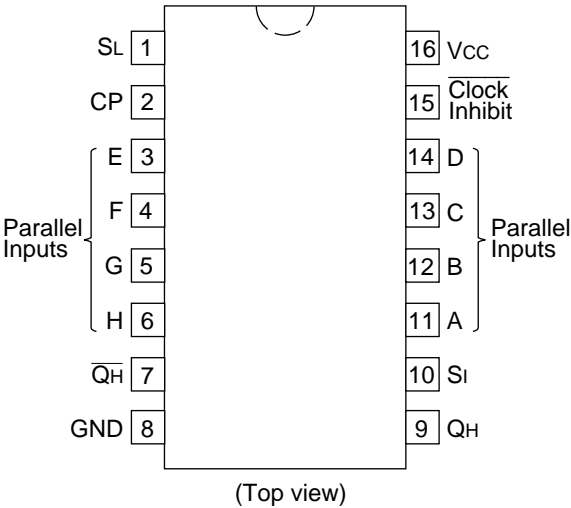 SL 1 16 VCC
CP 2 15 Clock Inhibit
E 3 14 D
F 4 13 C
Parallel Inputs Parallel Inputs
G 5 12 B
H 6 11 A
QH 7 10 SI
GND 8 9 QH
(Top view)